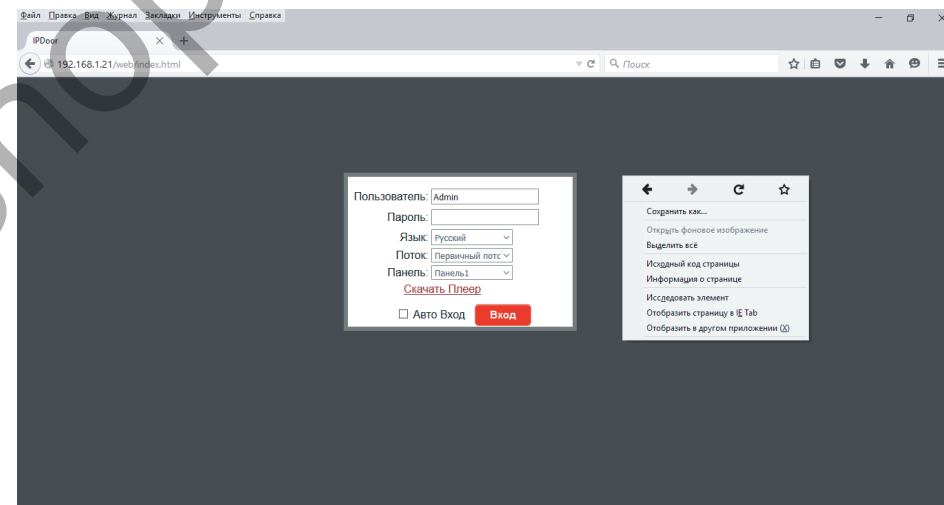 Файл Правка Вид Журнал Закладки Инструменты Справка
IPDoor
192.168.1.21/web/index.html
Поиск
Пользователь: Admin
Пароль:
Язык: Русский
Поток: Первичный пото
Панель: Панель1
Скачать Плеер
Авто Вход Вход
Сохранить как...
Открыть фоновое изображение
Выделить всё
Исходный код страницы
Информация о странице
Исследовать элемент
Отобразить страницу в IE Tab
Отобразить в другом приложении (X)